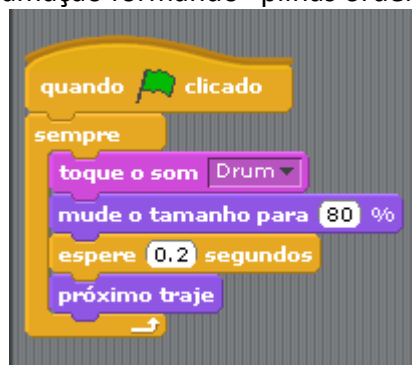 quando clicado
sempre
toque o som Drum
mude o tamanho para 80 %
espere 0.2 segundos
próximo traje